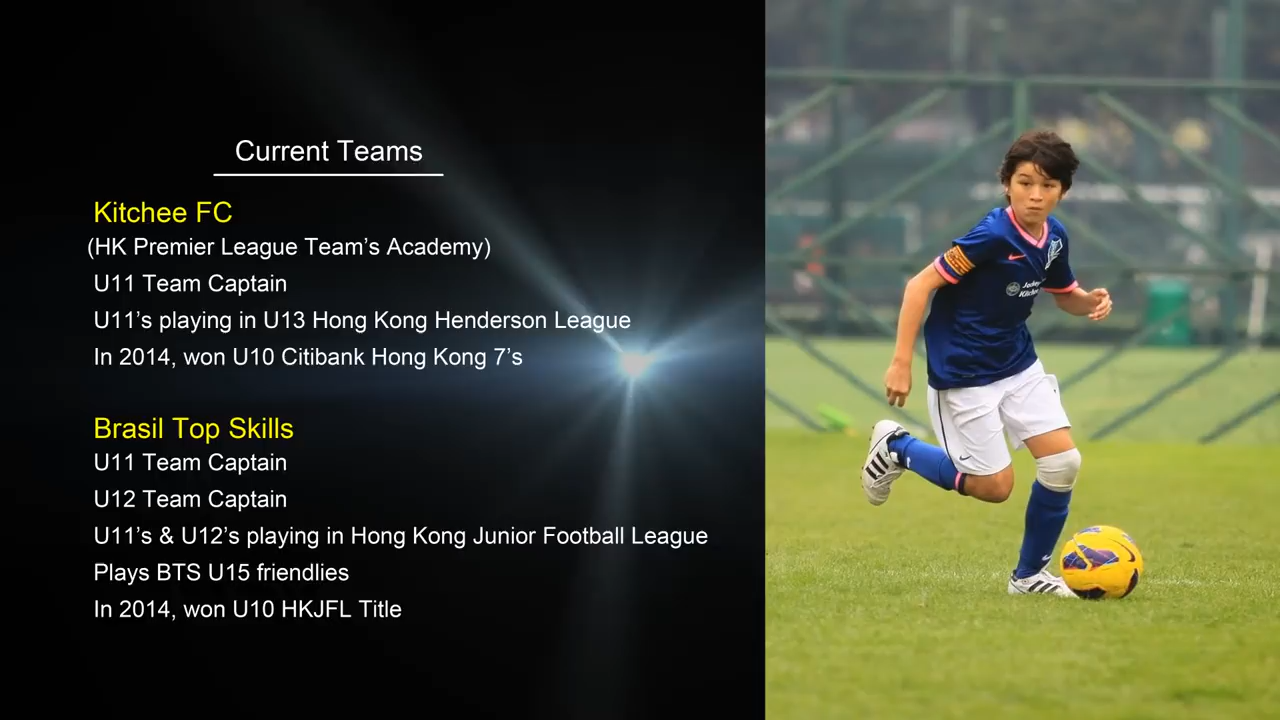 Current Teams
Kitchee FC
(HK Premier League Team's Academy)
U11 Team Captain
U11's playing in U13 Hong Kong Henderson League
In 2014, won U10 Citibank Hong Kong 7's
Brasil Top Skills
U11 Team Captain
U12 Team Captain
U11's & U12's playing in Hong Kong Junior Football League
Plays BTS U15 friendlies
In 2014, won U10 HKJFL Title